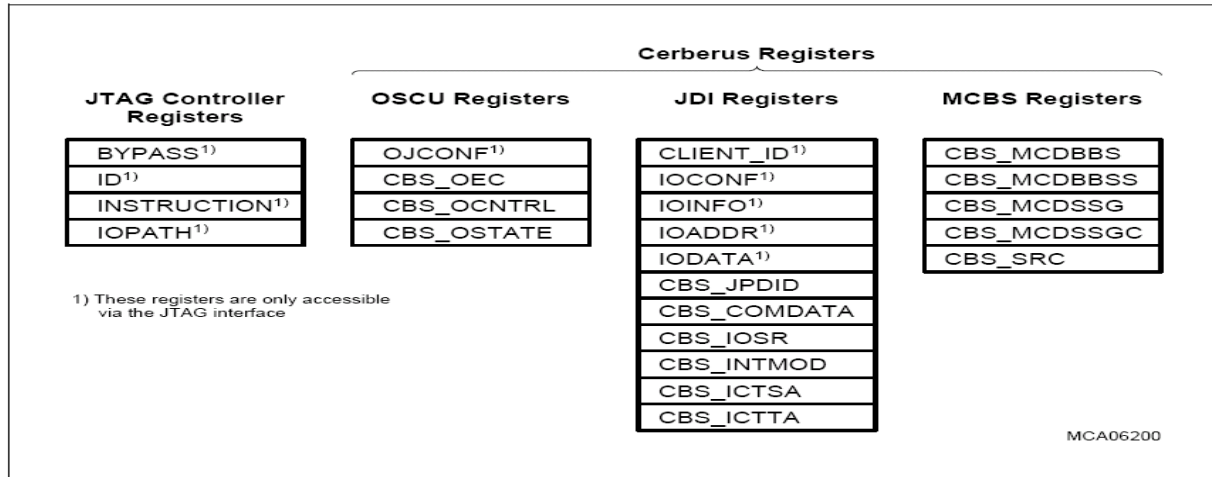 Cerberus Registers
JTAG Controller
Registers
BYPASS1)
ID1)
INSTRUCTION1)
IOPATH1)
1) These registers are only accessible
via the JTAG interface
OSCU Registers
OJCONF1)
CBS_OEC
CBS_OCNTRL
CBS_OSTATE
JDI Registers
CLIENT_ID1)
IOCONF1)
IOINFO1)
IOADDR1)
IODATA1)
CBS_JPDID
CBS_COMDATA
CBS_IOSR
CBS_INTMOD
CBS_ICTSA
CBS_ICTTA
MCBS Registers
CBS_MCDBBS
CBS_MCDBBSS
CBS_MCDSSG
CBS_MCDSSGC
CBS_SRC
MCA06200